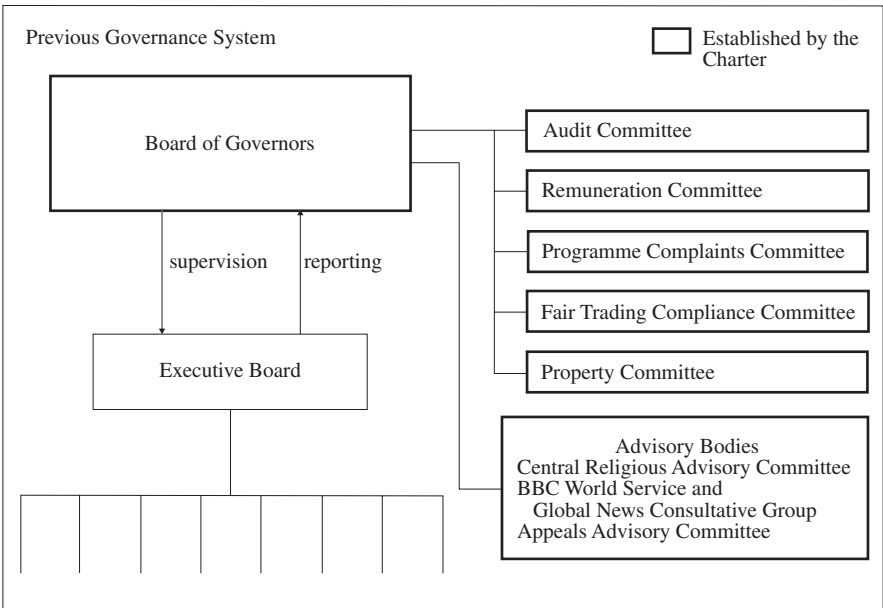 Previous Governance System
Established by the
Charter
Board of Governors
supervision
reporting
Executive Board
Audit Committee
Remuneration Committee
Programme Complaints Committee
Fair Trading Compliance Committee
Property Committee
Advisory Bodies
Central Religious Advisory Committee
BBC World Service and
Global News Consultative Group
Appeals Advisory Committee